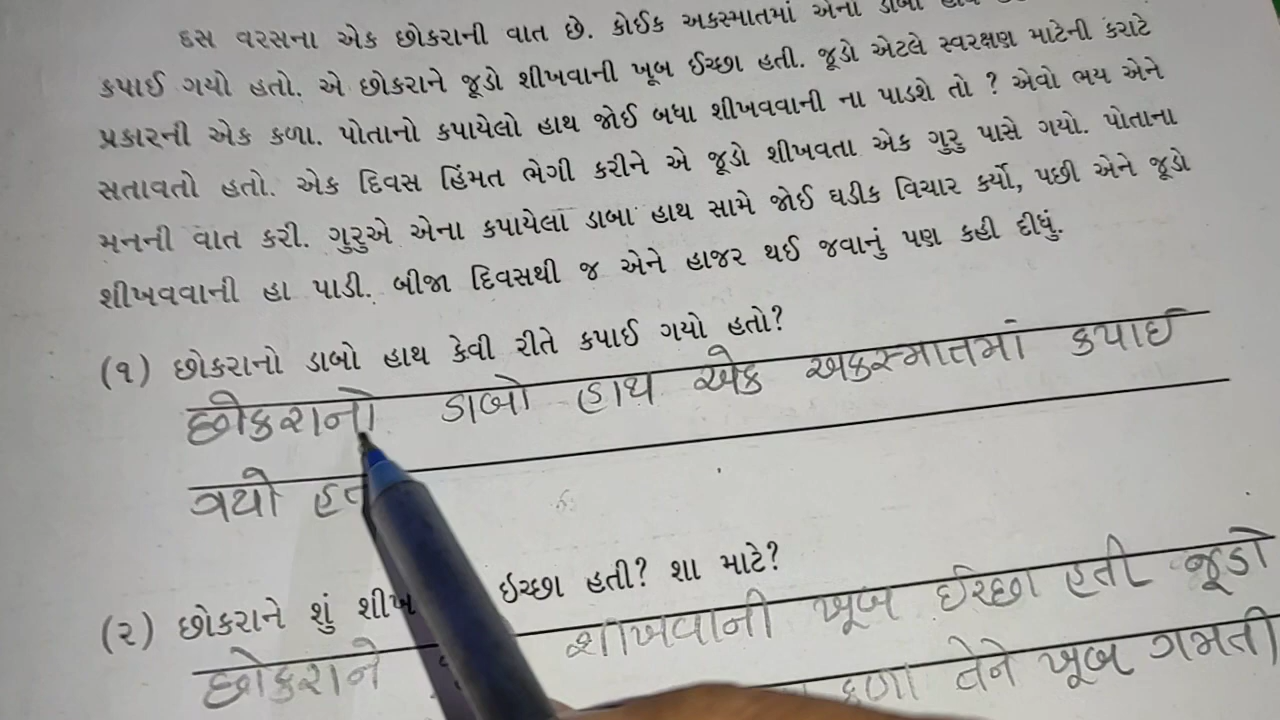 દસ વરસના એક છોકરાની વાત છે. કોઈક અકસ્માતમાં એના ડાબો
કપાઈ ગયો હતો. એ છોકરાને જૂડો શીખવાની ખૂબ ઈચ્છા હતી. જૂડો એટલે સ્વરક્ષણ માટેની કરાટે
પ્રકારની એક કળા. પોતાનો કપાયેલો હાથ જોઈ બધા શીખવવાની ના પાડશે તો ? એવો ભય એને
સતાવતો હતો. એક દિવસ હિંમત ભેગી કરીને એ જૂડો શીખવતા એક ગુરુ પાસે ગયો. પોતાના
મનની વાત કરી. ગુરુએ એના કપાયેલા ડાબા હાથ સામે જોઈ ઘડીક વિચાર કર્યો, પછી એને જૂડો
શીખવવાની હા પાડી. બીજા દિવસથી જ એને હાજર થઈ જવાનું પણ કહી દીધું.
(૧) છોકરાનો ડાબો હાથ કેવી રીતે કપાઈ ગયો હતો?
છોકરાનો ડાબો હાથ એક અકસ્માતમાં કપાઈ
ગયો
(૨) છોકરાને શું ઈચ્છા હતી? શા માટે?
છોકરાને શીખવાની ખૂબ ઈચ્છા હતી જૂડો
કળા તેને ખૂબ ગમતી